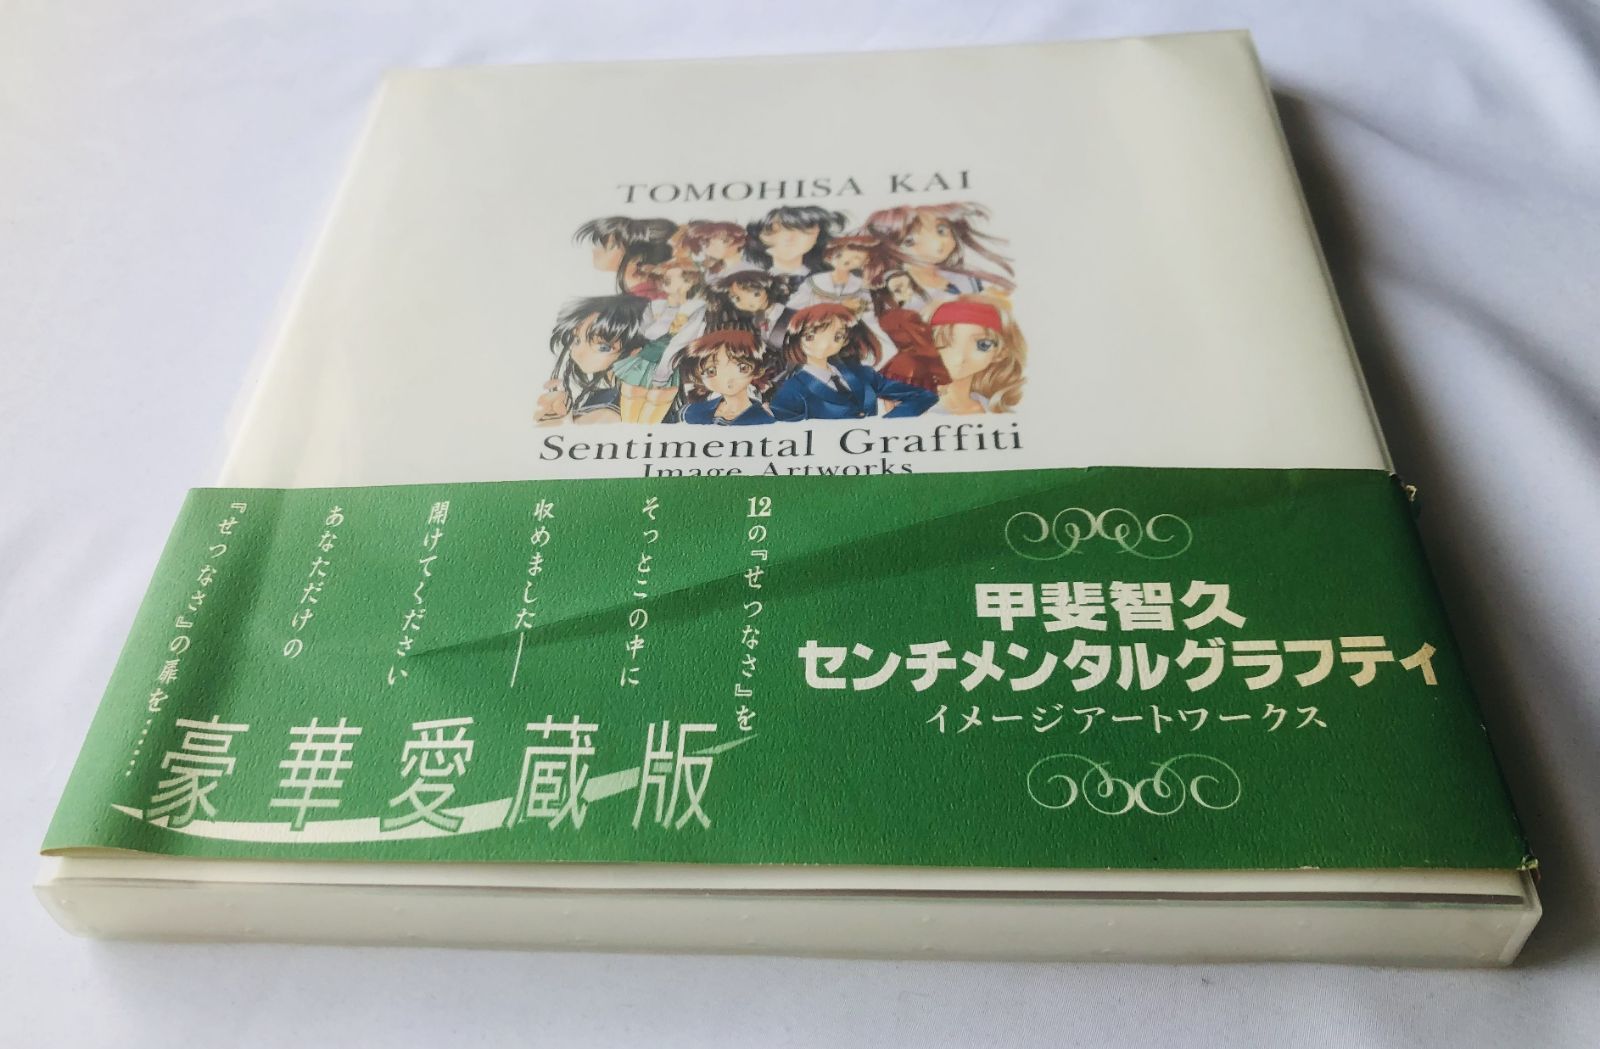 TOMOHISA KAI
Sentimental Graffiti
Image Artworks
甲斐智久
センチメンタルグラフティ
イメージアートワークス
12の『せつなさ』を
そっとこの中に
収めました――
開けてください
あなただけの
『せつなさ』の扉を……
豪華愛蔵版